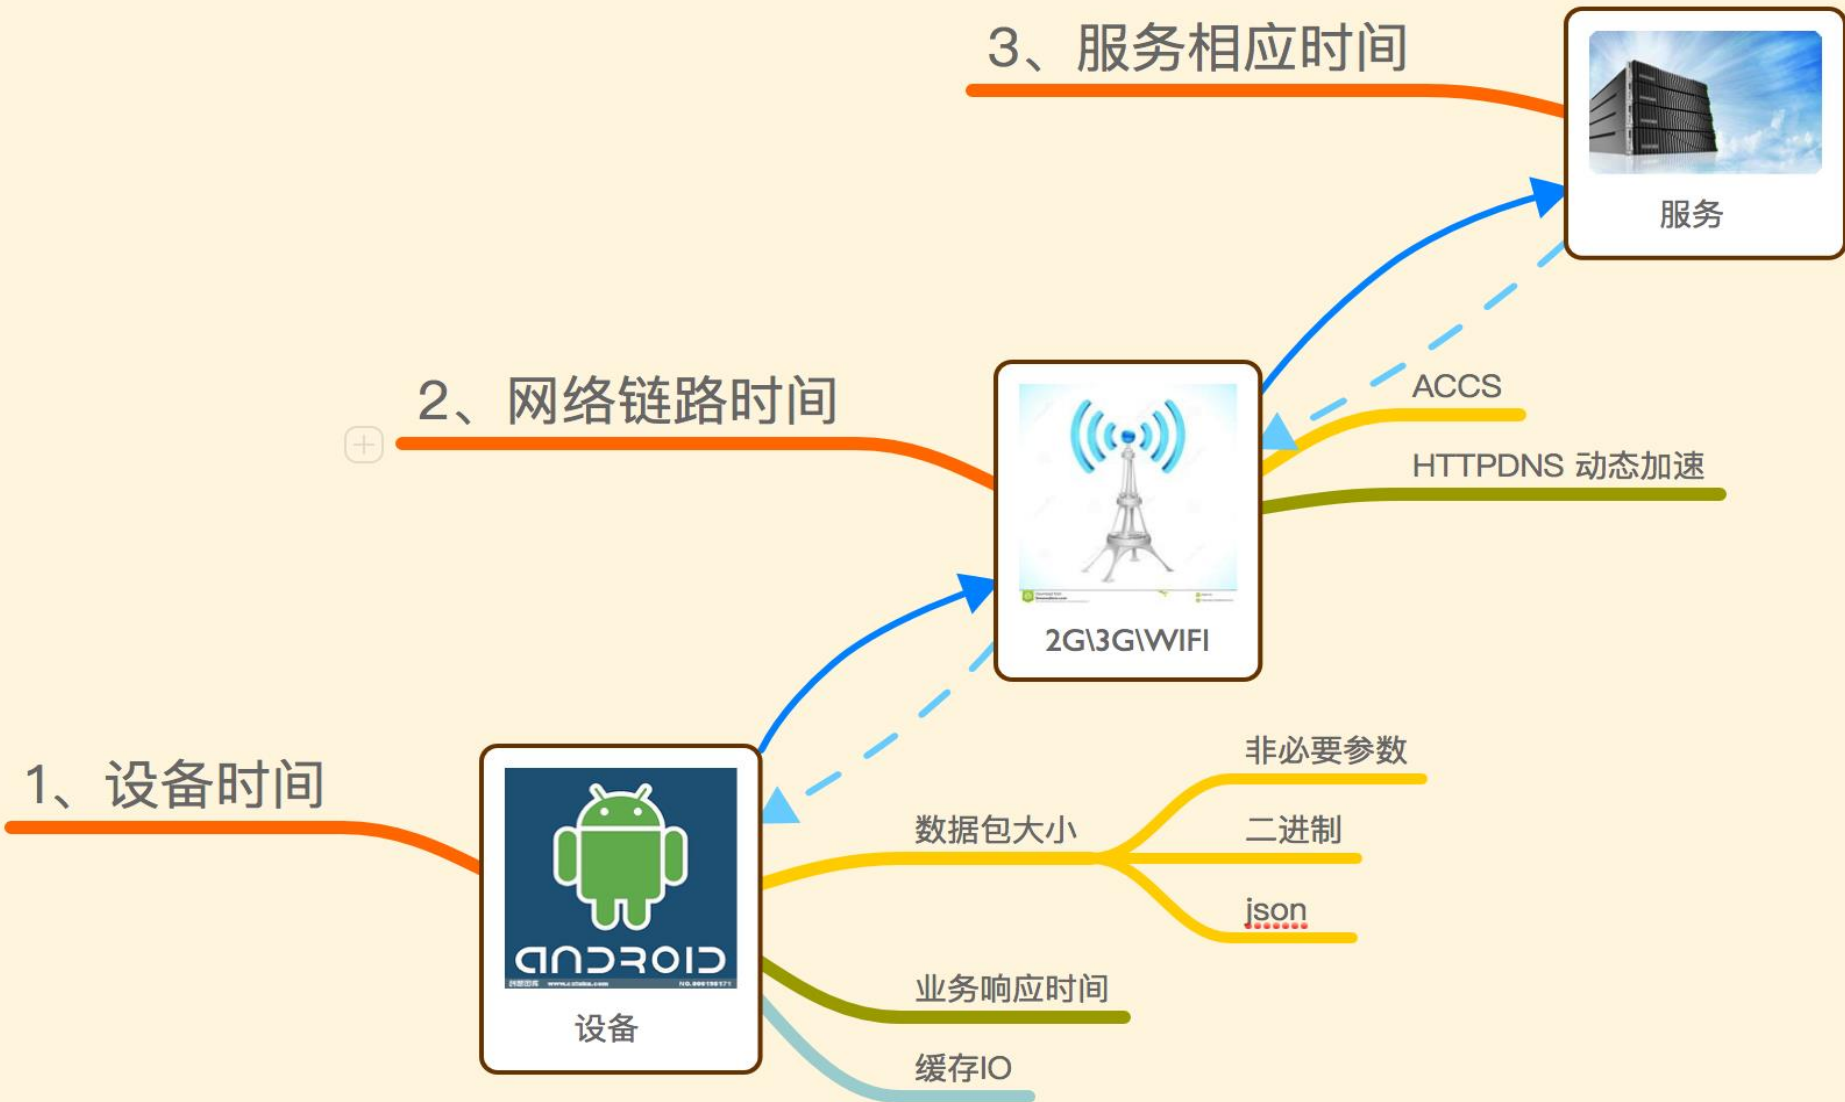 3、服务相应时间
服务
2、网络链路时间
ACCS
HTTPDNS 动态加速
2G\3G\WIFI
1、设备时间
ANDROID
设备
数据包大小
非必要参数
二进制
json
业务响应时间
缓存IO